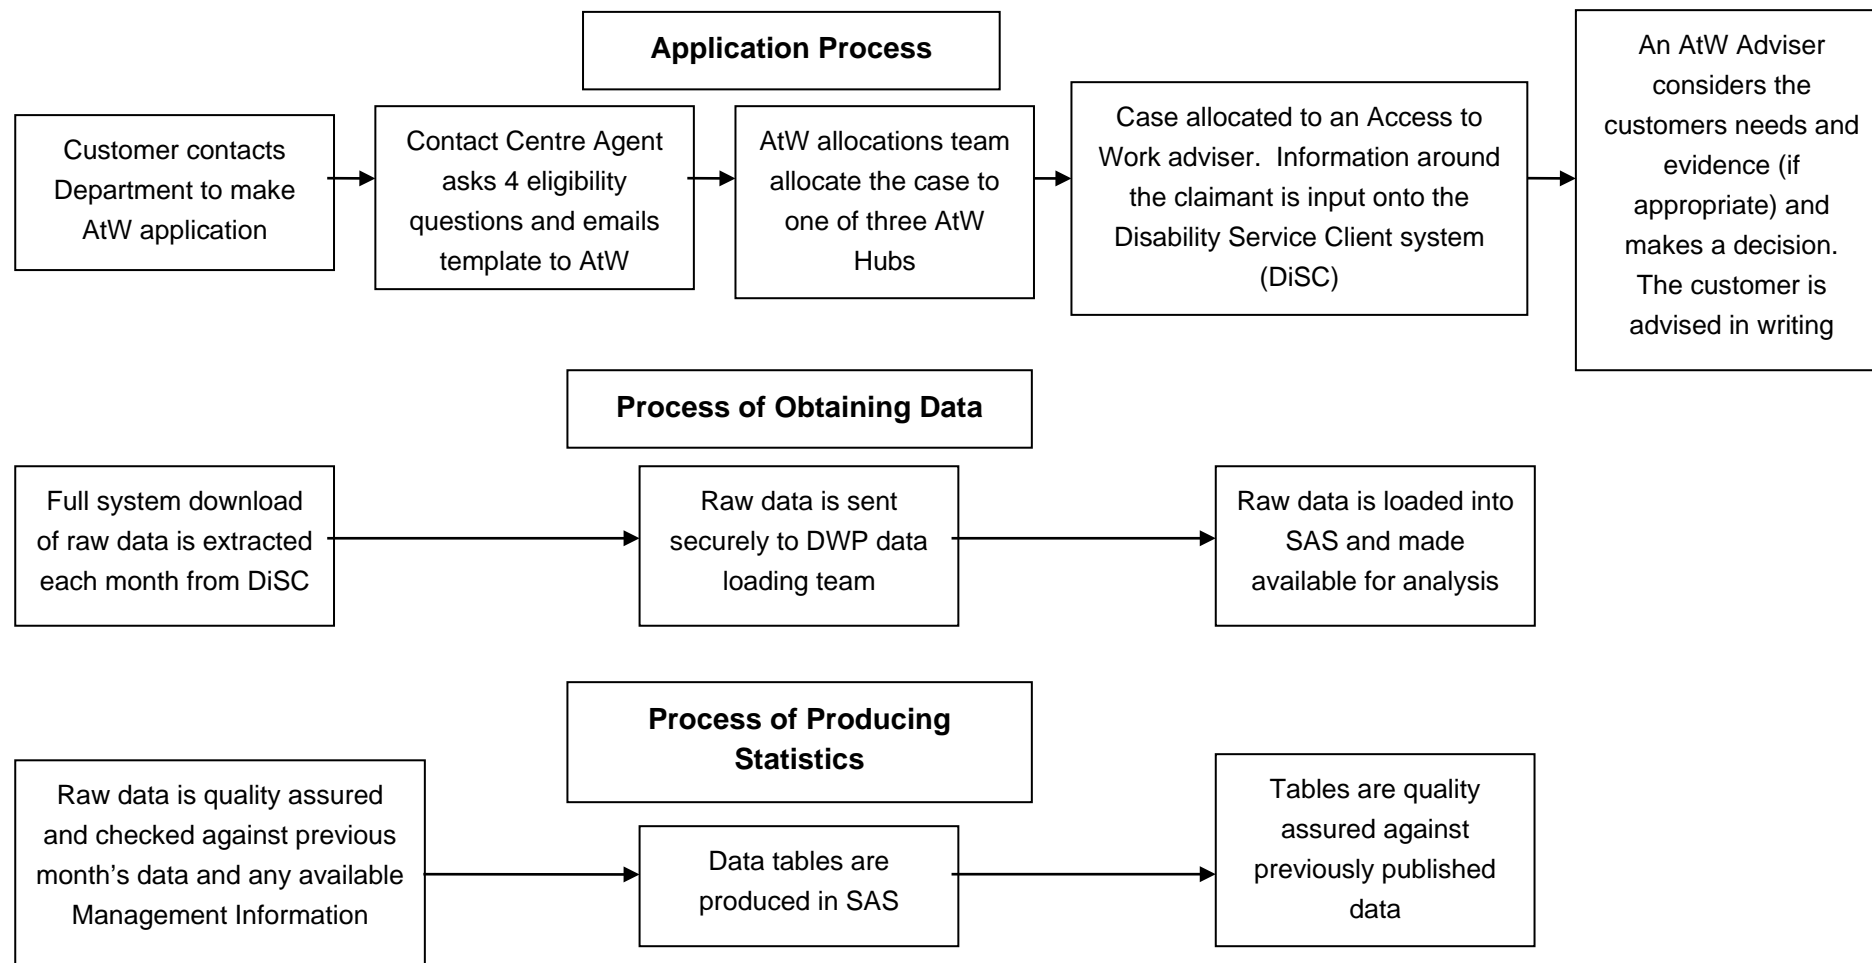 Application Process
Customer contacts
Department to make
AtW application
Contact Centre Agent
asks 4 eligibility
questions and emails
template to AtW
AtW allocations team
allocate the case to
one of three AtW
Hubs
Case allocated to an Access to
Work adviser.  Information around
the claimant is input onto the
Disability Service Client system
(DiSC)
An AtW Adviser
considers the
customers needs and
evidence (if
appropriate) and
makes a decision.
The customer is
advised in writing
Process of Obtaining Data
Full system download
of raw data is extracted
each month from DiSC
Raw data is sent
securely to DWP data
loading team
Raw data is loaded into
SAS and made
available for analysis
Process of Producing
Statistics
Raw data is quality assured
and checked against previous
month’s data and any available
Management Information
Data tables are
produced in SAS
Tables are quality
assured against
previously published
data